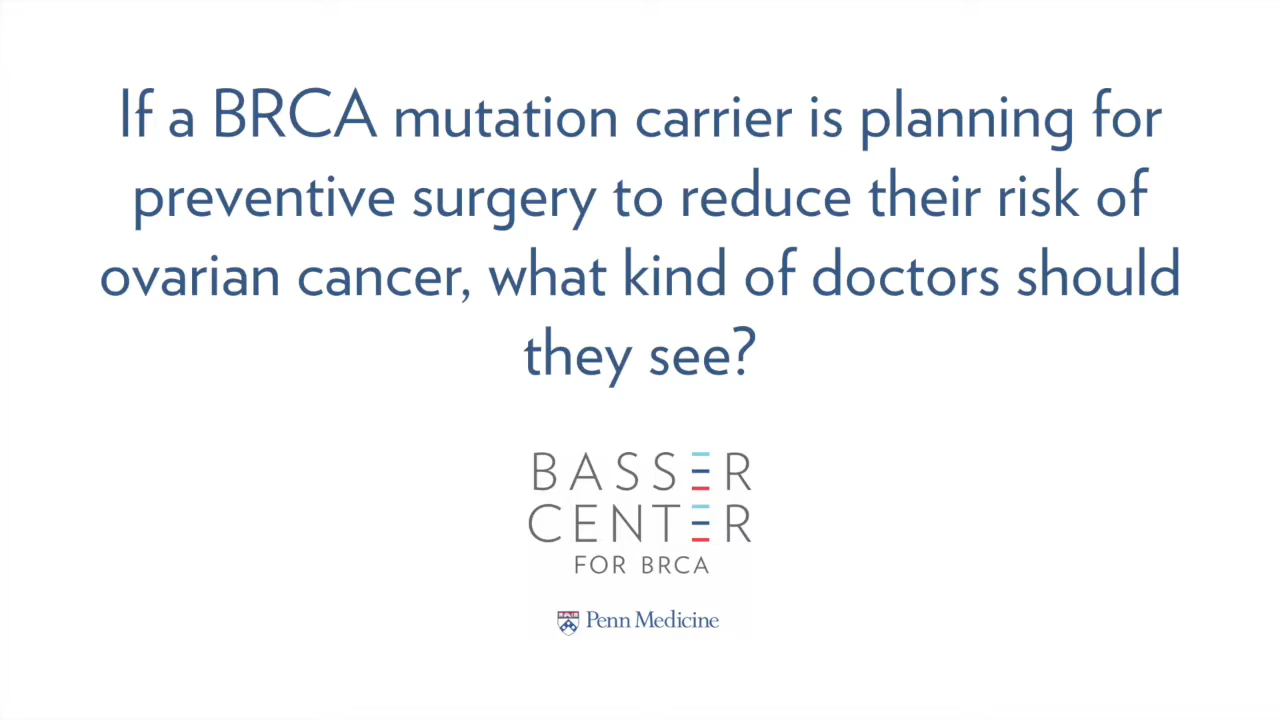 If a BRCA mutation carrier is planning for
preventive surgery to reduce their risk of
ovarian cancer, what kind of doctors should
they see?
BASSER
CENTER
FOR BRCA
Penn Medicine